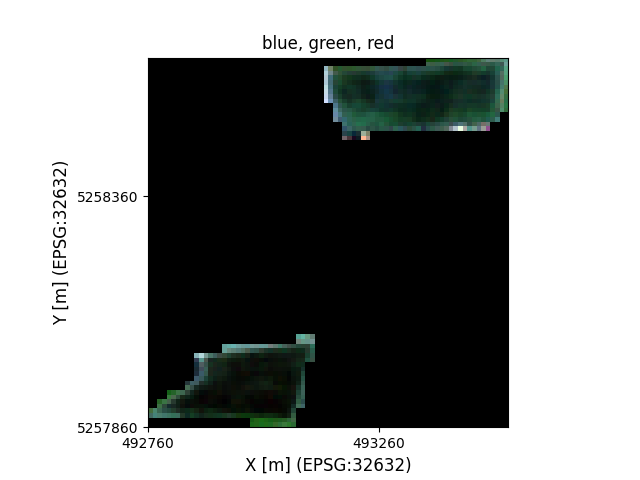 blue, green, red
Y [m] (EPSG:32632)
5258360
5257860
492760
493260
X [m] (EPSG:32632)